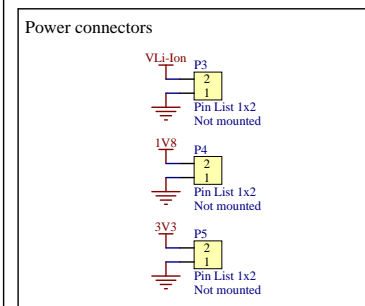 Power connectors
VLi-Ion
P3
2
1
Pin List 1x2
Not mounted
1V8
P4
2
1
Pin List 1x2
Not mounted
3V3
P5
2
1
Pin List 1x2
Not mounted